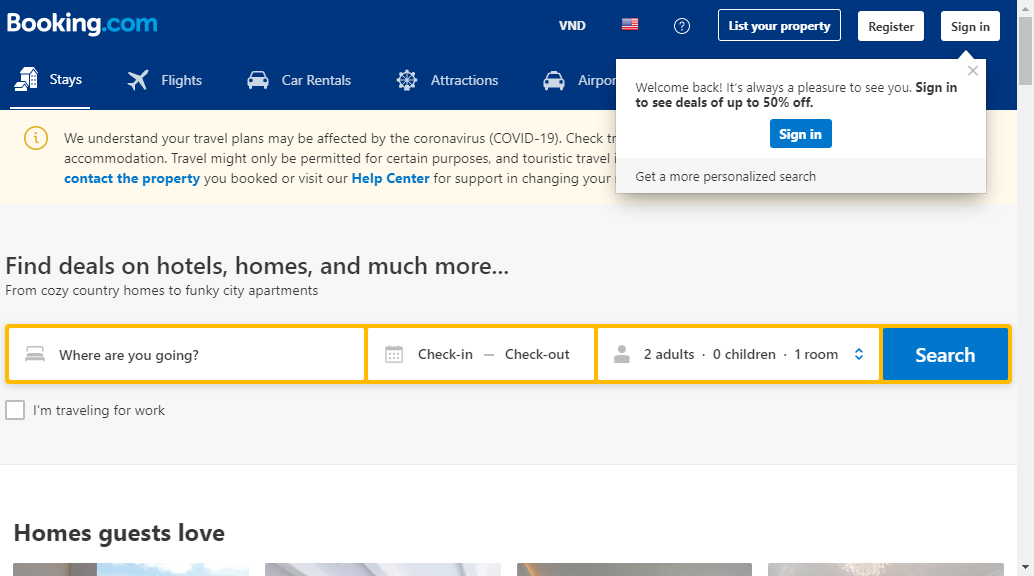 Booking.com
VND
List your property
Register
Sign in
Stays
Flights
Car Rentals
Attractions
Welcome back! It's always a pleasure to see you. Sign in
to see deals of up to 50% off.
Sign in
Get a more personalized search
We understand your travel plans may be affected by the coronavirus (COVID-19). Check
accommodation. Travel might only be permitted for certain purposes, and touristic travel
contact the property you booked or visit our Help Center for support in changing your
Find deals on hotels, homes, and much more...
From cozy country homes to funky city apartments
Where are you going?
Check-in — Check-out
2 adults · 0 children · 1 room
Search
I'm traveling for work
Homes guests love